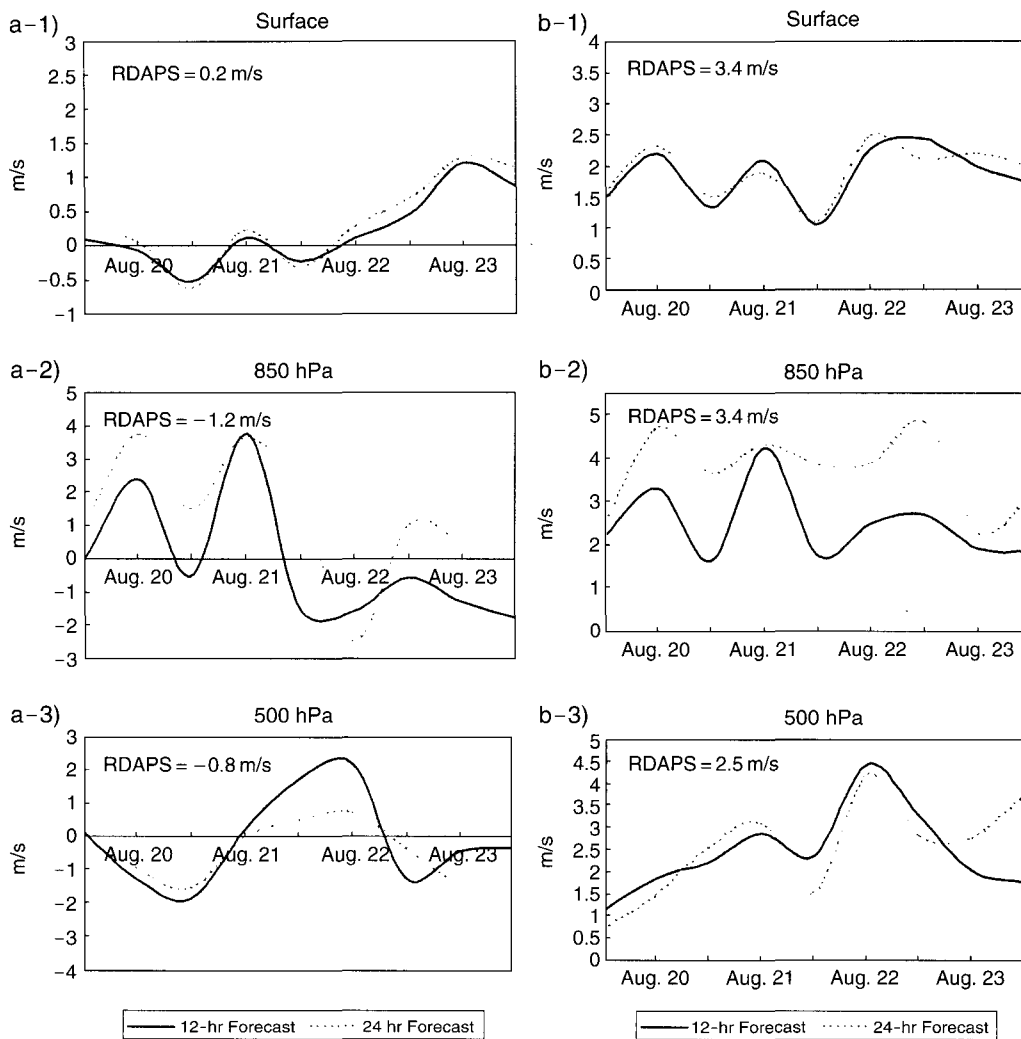 a-1) Surface
3
2.5
2
1.5
1
0.5
0
−0.5
−1
m/s
RDAPS = 0.2 m/s
Aug. 20 Aug. 21 Aug. 22 Aug. 23
b-1) Surface
4
3.5
3
2.5
2
1.5
1
0.5
0
m/s
RDAPS = 3.4 m/s
Aug. 20 Aug. 21 Aug. 22 Aug. 23
a-2) 850 hPa
5
4
3
2
1
0
−1
−2
−3
m/s
RDAPS = −1.2 m/s
Aug. 20 Aug. 21 Aug. 22 Aug. 23
b-2) 850 hPa
5
4
3
2
1
0
m/s
RDAPS = 3.4 m/s
Aug. 20 Aug. 21 Aug. 22 Aug. 23
a-3) 500 hPa
3
2
1
0
−1
−2
−3
−4
m/s
RDAPS = −0.8 m/s
Aug. 20 Aug. 21 Aug. 22 Aug. 23
b-3) 500 hPa
5
4.5
4
3.5
3
2.5
2
1.5
1
0.5
0
m/s
RDAPS = 2.5 m/s
Aug. 20 Aug. 21 Aug. 22 Aug. 23
12-hr Forecast 24 hr Forecast
12-hr Forecast 24-hr Forecast